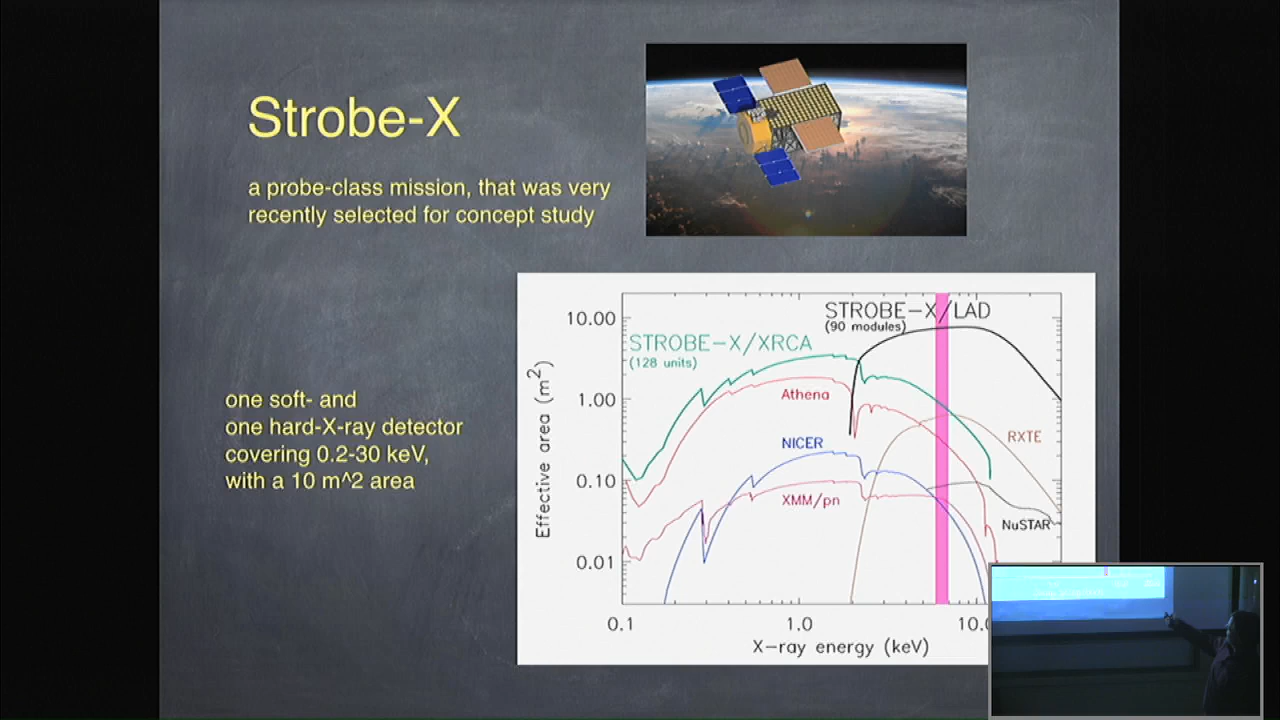 Strobe-X
a probe-class mission, that was very
recently selected for concept study
one soft- and
one hard-X-ray detector
covering 0.2-30 keV,
with a 10 m^2 area
STROBE-X/LAD
(90 modules)
STROBE-X/XRCA
(128 units)
Athena
NICER
XMM/pn
RXTE
NuSTAR
Effective area (m2)
10.00
1.00
0.10
0.01
0.1
1.0
10.0
X-ray energy (keV)